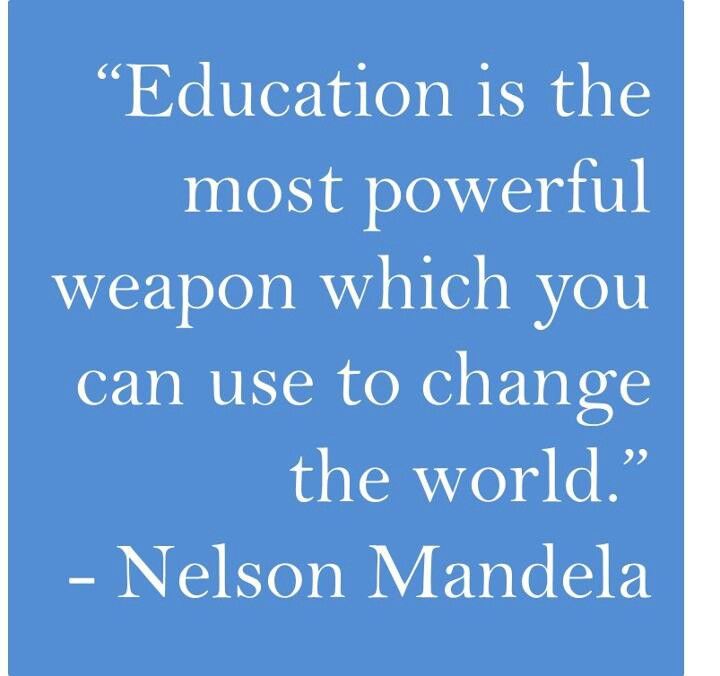 “Education is the
most powerful
weapon which you
can use to change
the world.”
- Nelson Mandela